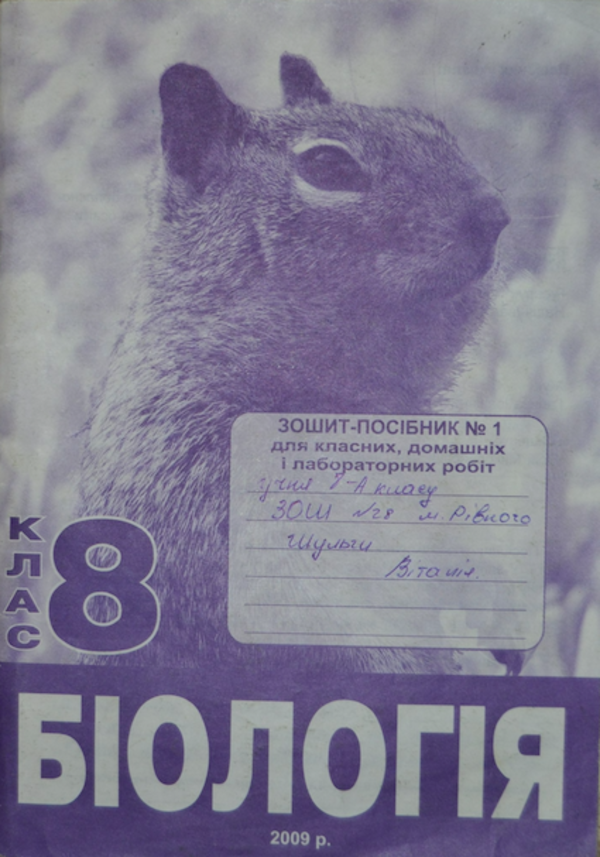 ЗОШИТ-ПОСІБНИК № 1
для класних, домашніх
і лабораторних робіт
учня 8-А класу
ЗОШ №28 м. Рівного
Шульги
Віталія.
КЛАС
8
БІОЛОГІЯ
2009 р.